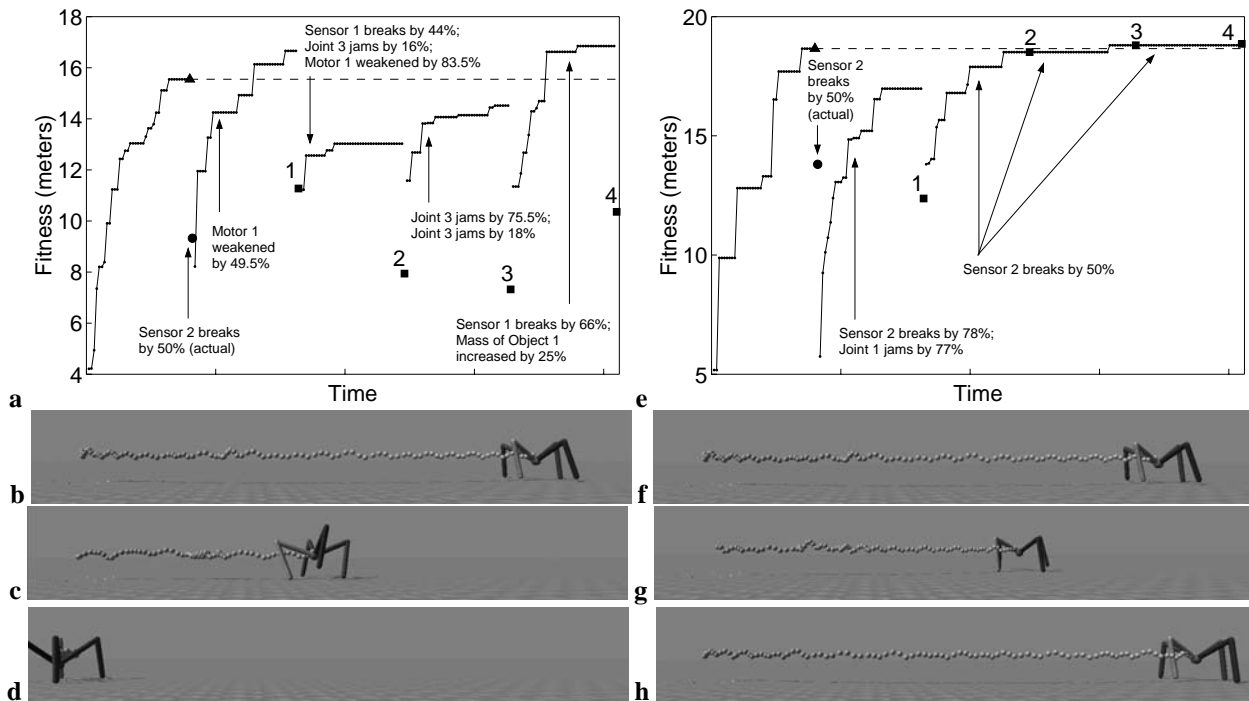 18
16
14
12
10
8
6
4
Fitness (meters)
Time
Sensor 1 breaks by 44%;
Joint 3 jams by 16%;
Motor 1 weakened by 83.5%
1
Motor 1
weakened
by 49.5%
Sensor 2 breaks
by 50% (actual)
2
Joint 3 jams by 75.5%;
Joint 3 jams by 18%
3
4
Sensor 1 breaks by 66%;
Mass of Object 1
increased by 25%
a
20
15
10
5
Fitness (meters)
Time
Sensor 2
breaks
by 50%
(actual)
1
2
3
4
Sensor 2 breaks by 50%
Sensor 2 breaks by 78%;
Joint 1 jams by 77%
e
b
f
c
g
d
h